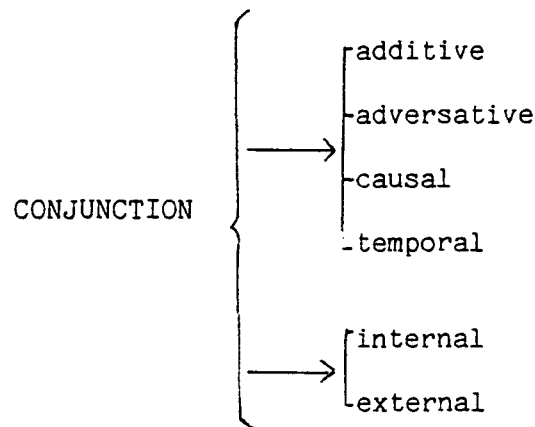 additive
adversative
causal
CONJUNCTION
temporal
internal
external